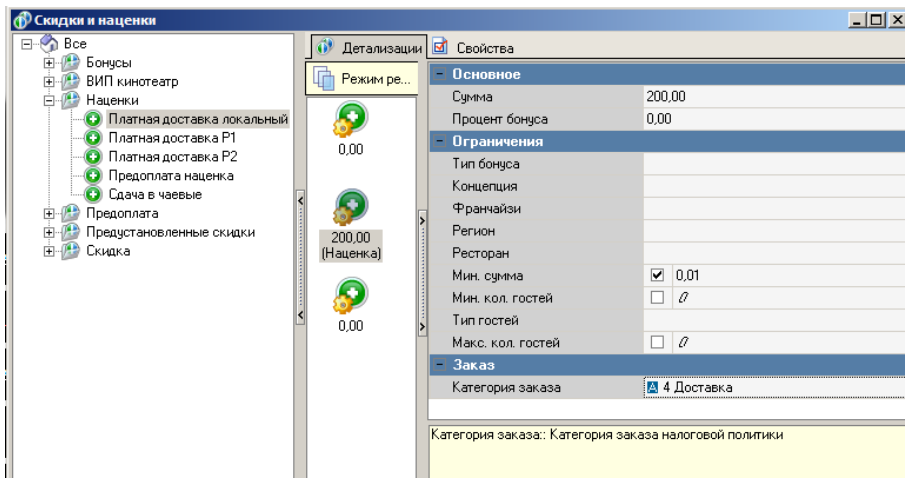 Скидки и наценки
Все
Бонусы
ВИП кинотеатр
Наценки
Платная доставка локальный
Платная доставка P1
Платная доставка P2
Предоплата наценка
Сдача в чаевые
Предоплата
Предустановленные скидки
Скидка
Детализации
Режим ре...
0,00
200,00
(Наценка)
0,00
Свойства
Основное
Сумма 200,00
Процент бонуса 0,00
Ограничения
Тип бонуса
Концепция
Франчайзи
Регион
Ресторан
Мин. сумма 0,01
Мин. кол. гостей 0
Тип гостей
Макс. кол. гостей 0
Заказ
Категория заказа A 4 Доставка
Категория заказа:: Категория заказа налоговой политики